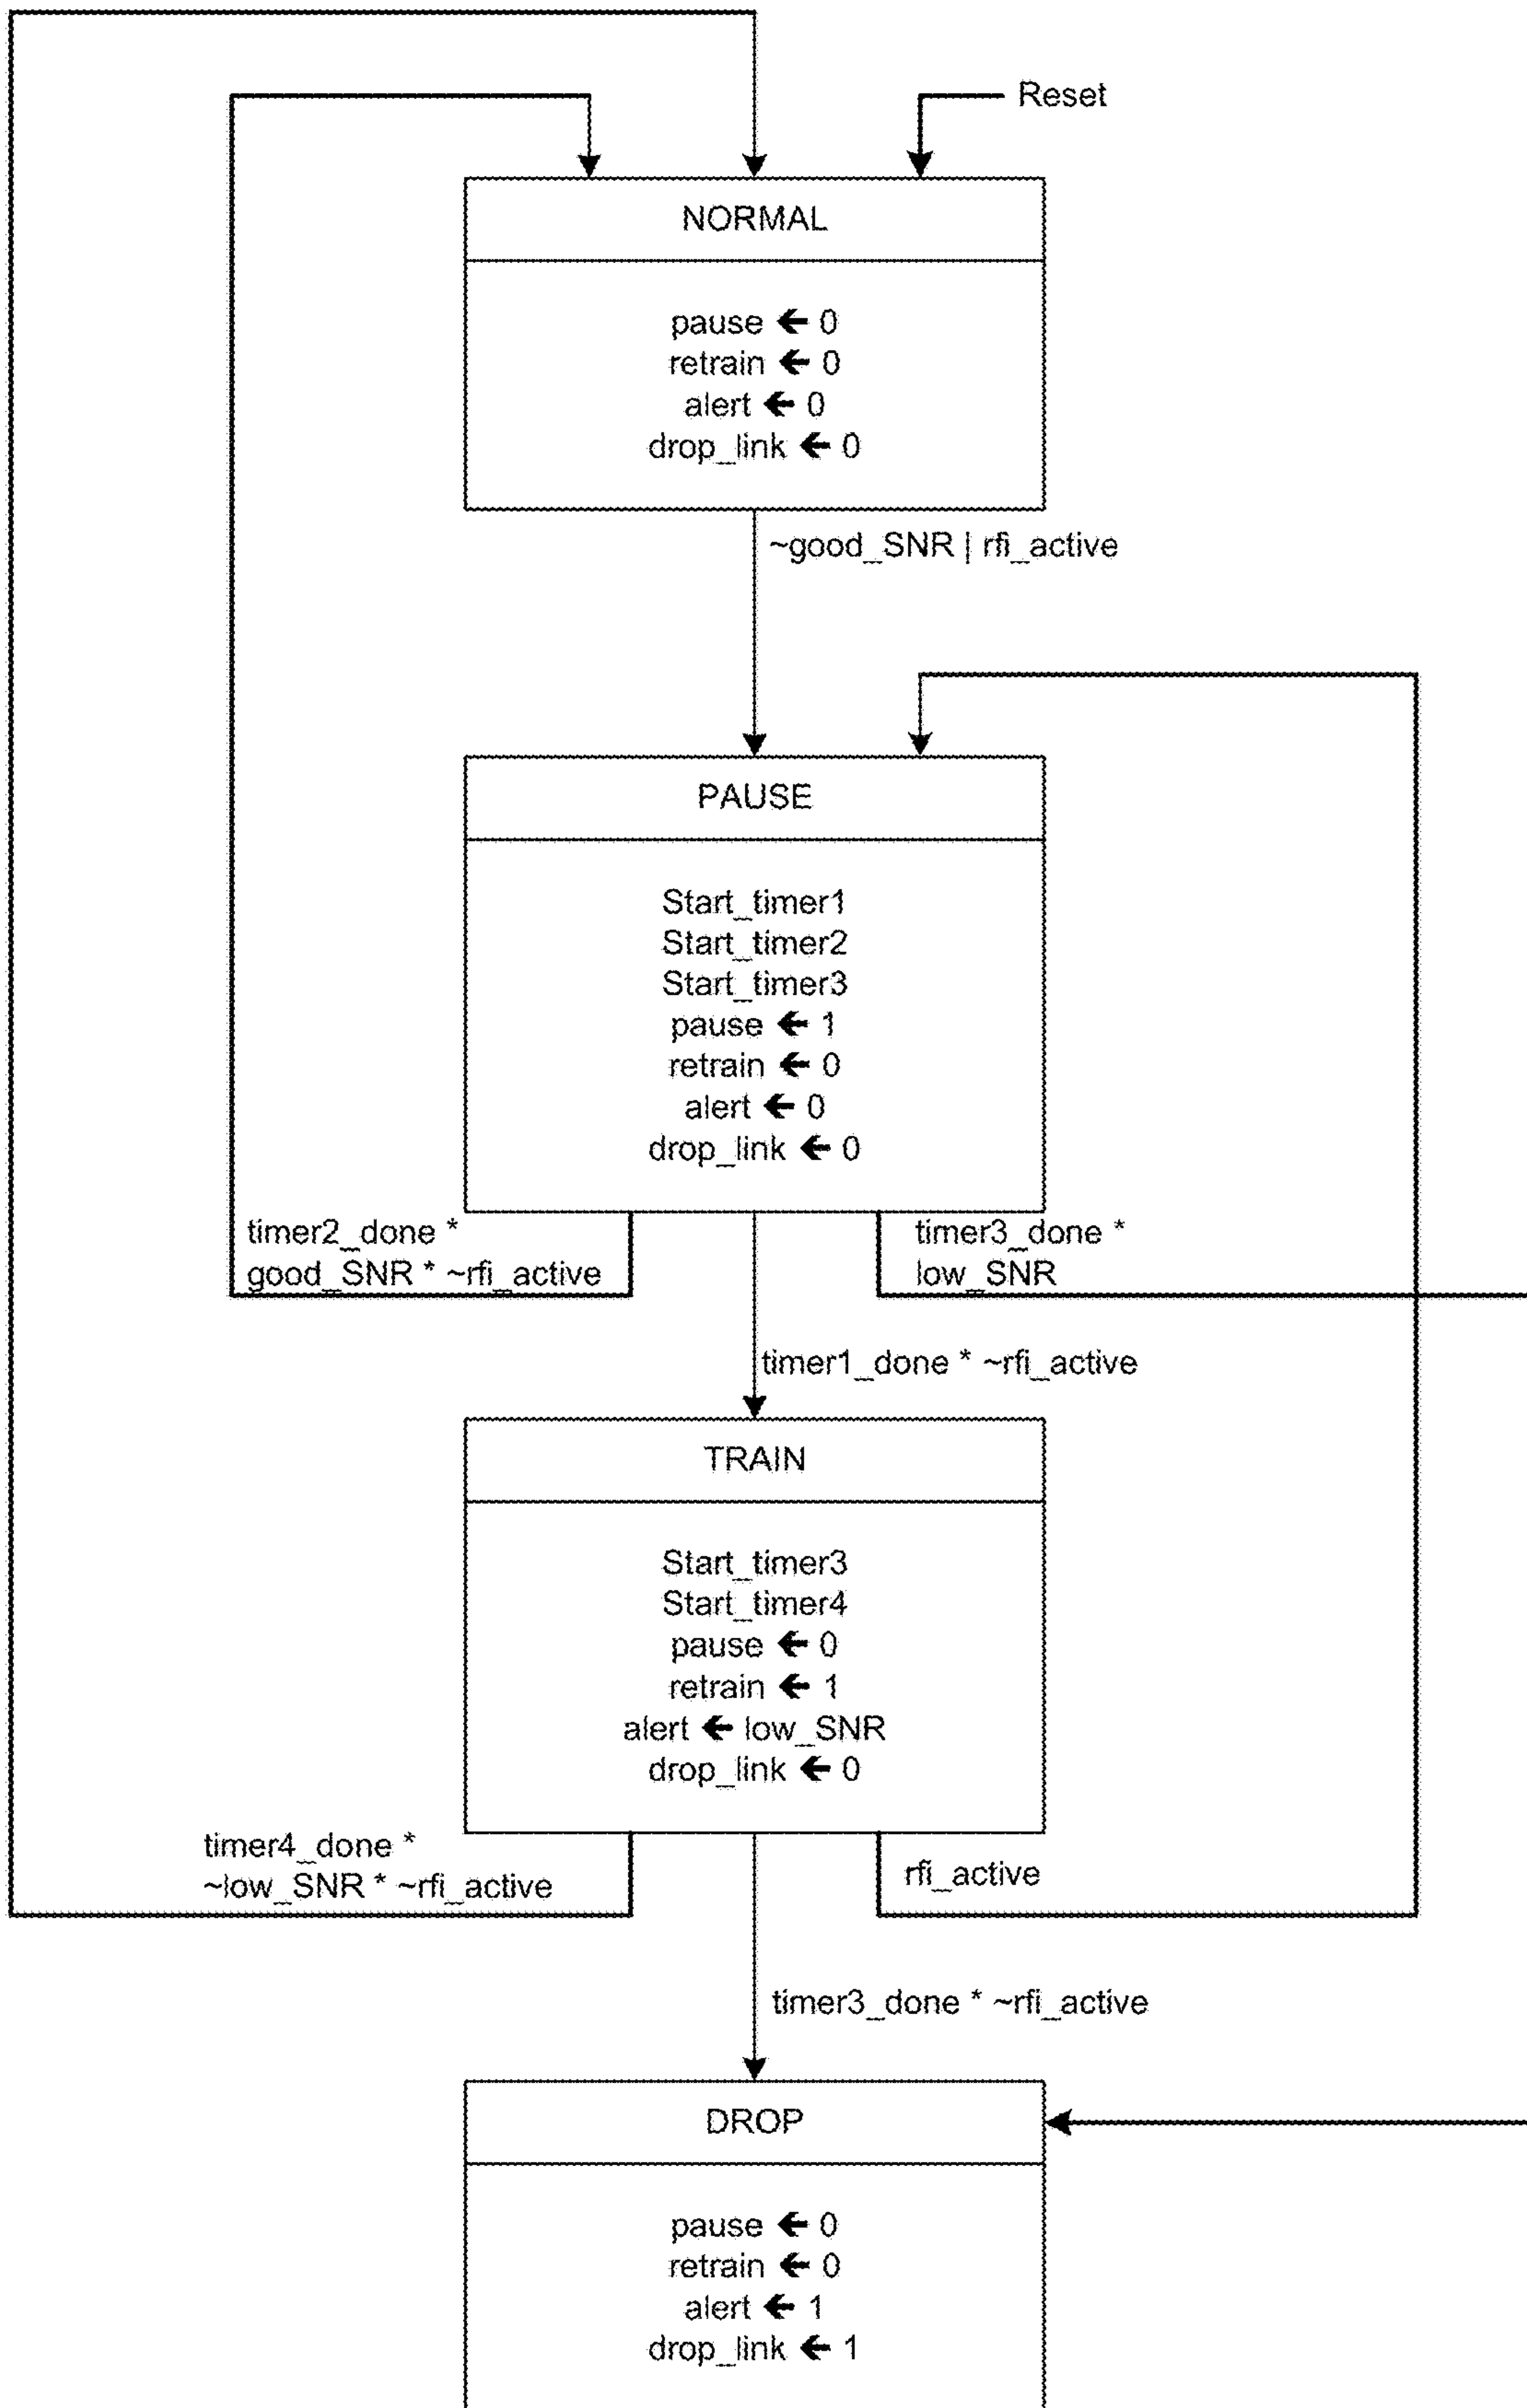 Reset
NORMAL
pause 🡰 0
retrain 🡰 0
alert 🡰 0
drop_link 🡰 0
~good_SNR | rfi_active
PAUSE
Start_timer1
Start_timer2
Start_timer3
pause 🡰 1
retrain 🡰 0
alert 🡰 0
drop_link 🡰 0
timer2_done *
good_SNR * ~rfi_active
timer3_done *
low_SNR
timer1_done * ~rfi_active
TRAIN
Start_timer3
Start_timer4
pause 🡰 0
retrain 🡰 1
alert 🡰 low_SNR
drop_link 🡰 0
timer4_done *
~low_SNR * ~rfi_active
rfi_active
timer3_done * ~rfi_active
DROP
pause 🡰 0
retrain 🡰 0
alert 🡰 1
drop_link 🡰 1